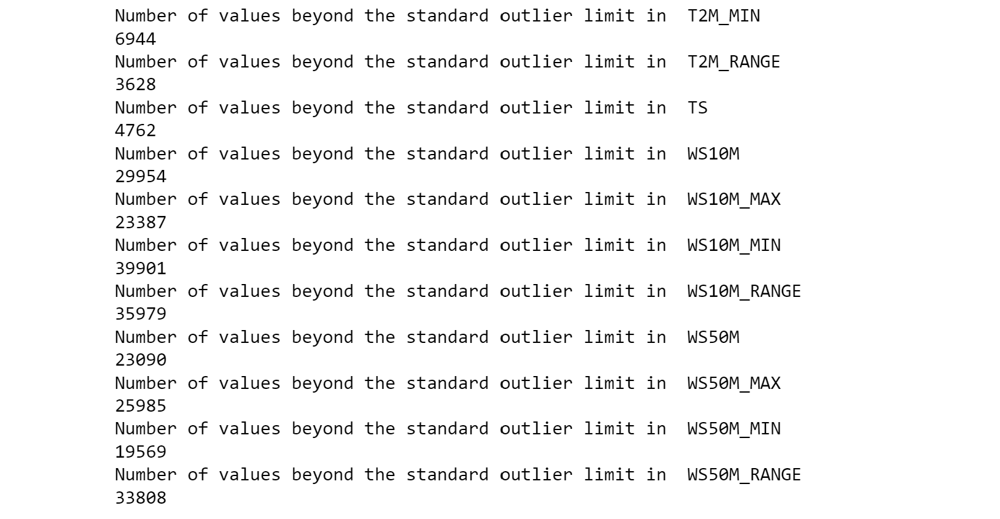 Number of values beyond the standard outlier limit in  T2M_MIN
6944
Number of values beyond the standard outlier limit in  T2M_RANGE
3628
Number of values beyond the standard outlier limit in  TS
4762
Number of values beyond the standard outlier limit in  WS10M
29954
Number of values beyond the standard outlier limit in  WS10M_MAX
23387
Number of values beyond the standard outlier limit in  WS10M_MIN
39901
Number of values beyond the standard outlier limit in  WS10M_RANGE
35979
Number of values beyond the standard outlier limit in  WS50M
23090
Number of values beyond the standard outlier limit in  WS50M_MAX
25985
Number of values beyond the standard outlier limit in  WS50M_MIN
19569
Number of values beyond the standard outlier limit in  WS50M_RANGE
33808